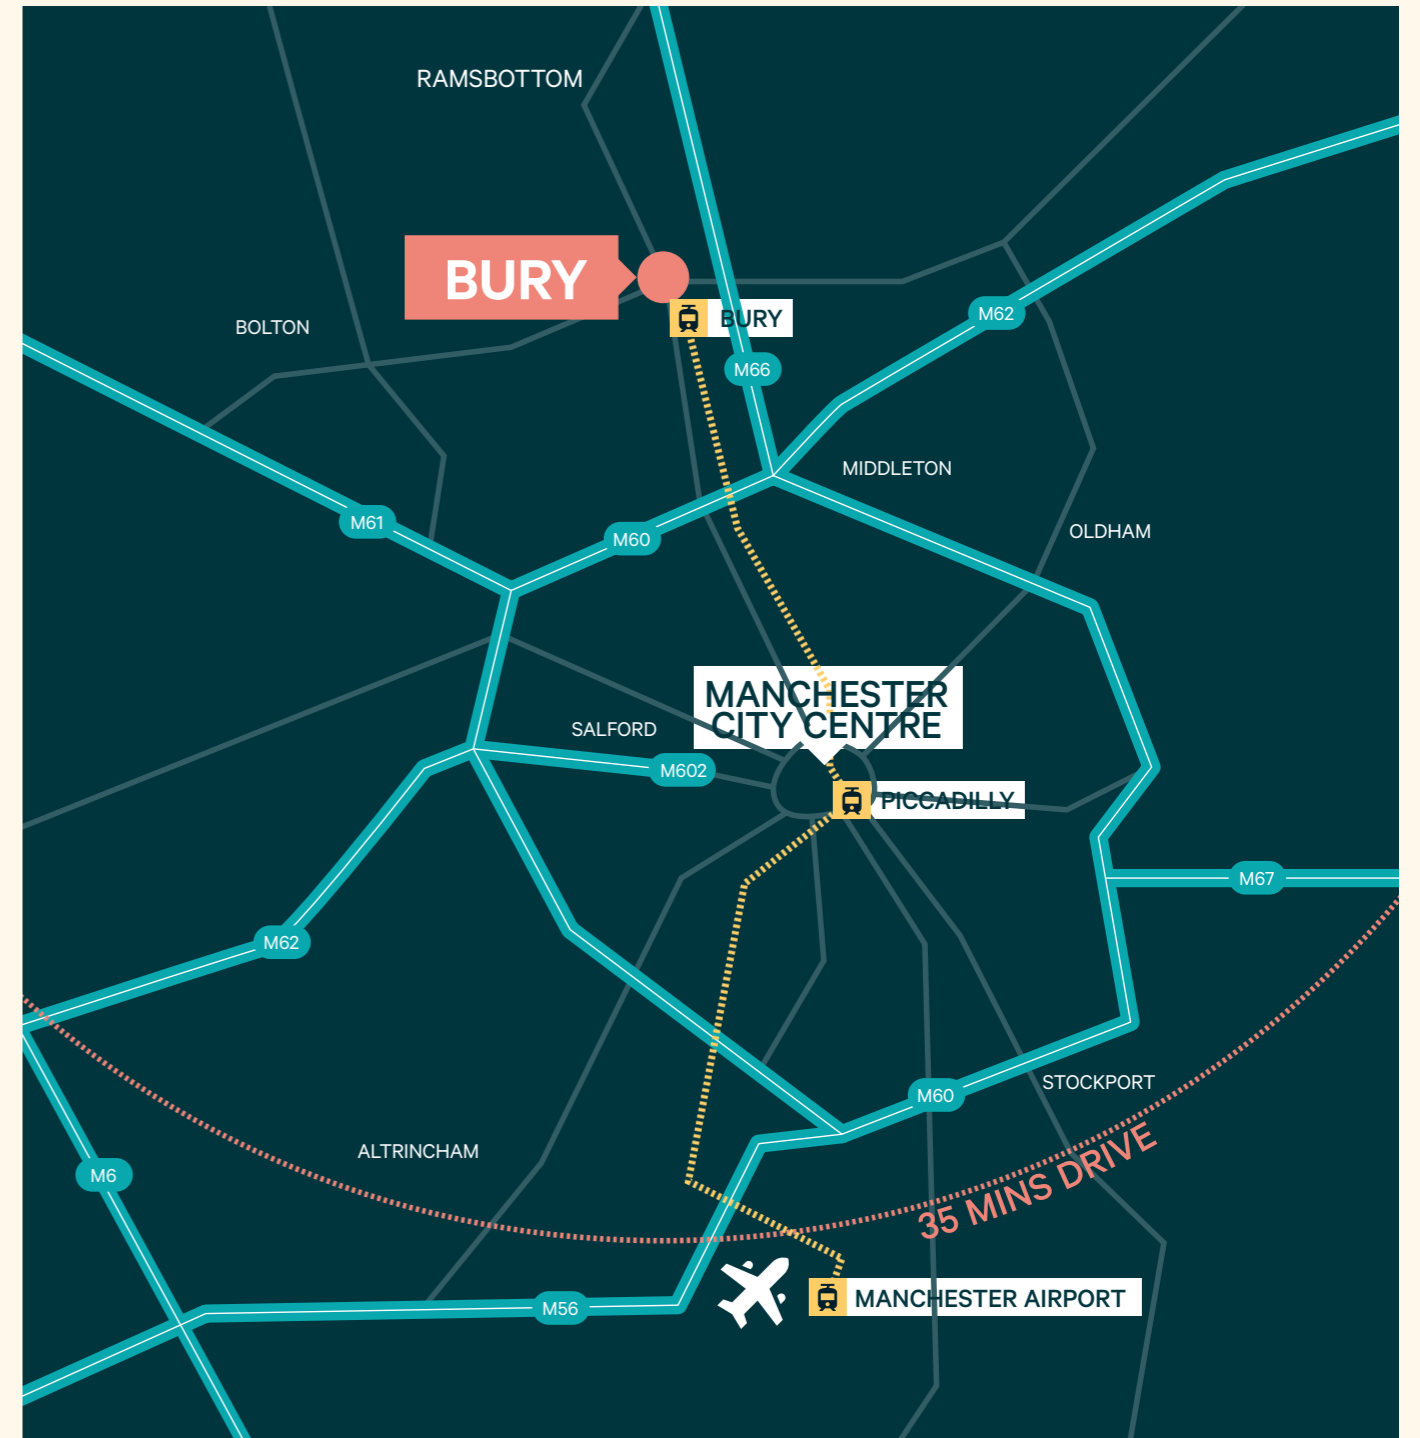 RAMSBOTTOM
BURY
BURY
BOLTON
M62
M66
MIDDLETON
M61
M60
OLDHAM
MANCHESTER
CITY CENTRE
SALFORD
M602
PICCADILLY
M67
M62
STOCKPORT
M60
ALTRINCHAM
M6
35 MINS DRIVE
MANCHESTER AIRPORT
M56